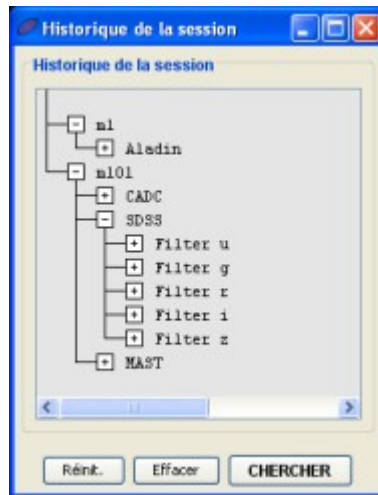 Historique de la session
Historique de la session
m1
Aladin
m101
CADC
SDSS
Filter u
Filter g
Filter r
Filter i
Filter z
MAST
Réinit.
Effacer
CHERCHER